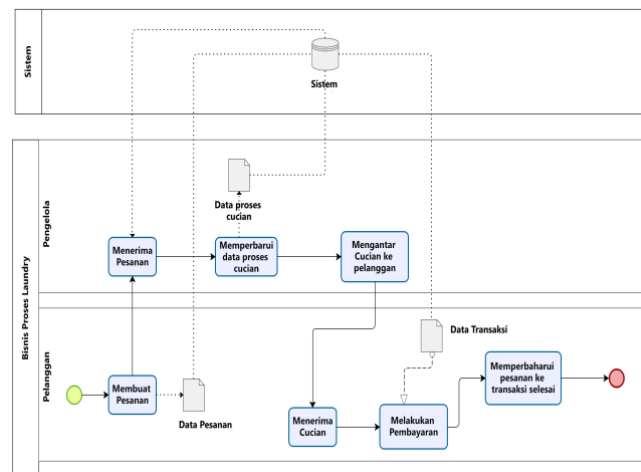 Sistem
Sistem
Bisnis Proses Laundry
Pengelola
Data proses
cucian
Menerima
Pesanan
Memperbarui
data proses
cucian
Mengantar
Cucian ke
pelanggan
Pelanggan
Membuat
Pesanan
Data Pesanan
Menerima
Cucian
Melakukan
Pembayaran
Data Transaksi
Memperbaharui
pesanan ke
transaksi selesai